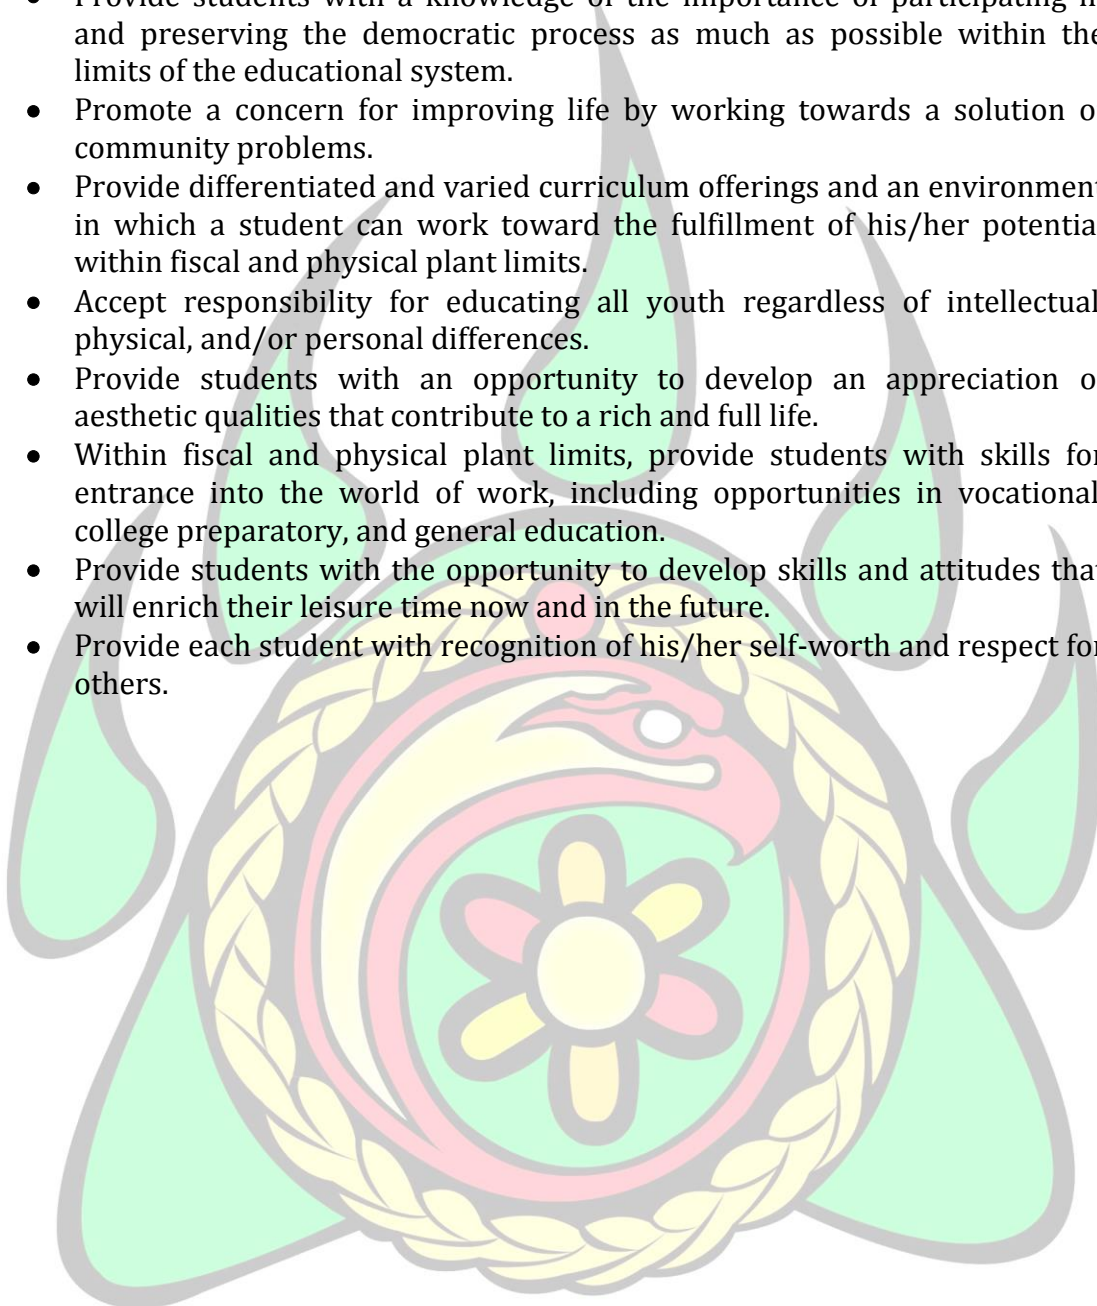 Provide students with a knowledge of the importance of participating in
and preserving the democratic process as much as possible within the
limits of the educational system.
• Promote a concern for improving life by working towards a solution of
community problems.
• Provide differentiated and varied curriculum offerings and an environment
in which a student can work toward the fulfillment of his/her potential
within fiscal and physical plant limits.
• Accept responsibility for educating all youth regardless of intellectual,
physical, and/or personal differences.
• Provide students with an opportunity to develop an appreciation of
aesthetic qualities that contribute to a rich and full life.
• Within fiscal and physical plant limits, provide students with skills for
entrance into the world of work, including opportunities in vocational,
college preparatory, and general education.
• Provide students with the opportunity to develop skills and attitudes that
will enrich their leisure time now and in the future.
• Provide each student with recognition of his/her self-worth and respect for
others.